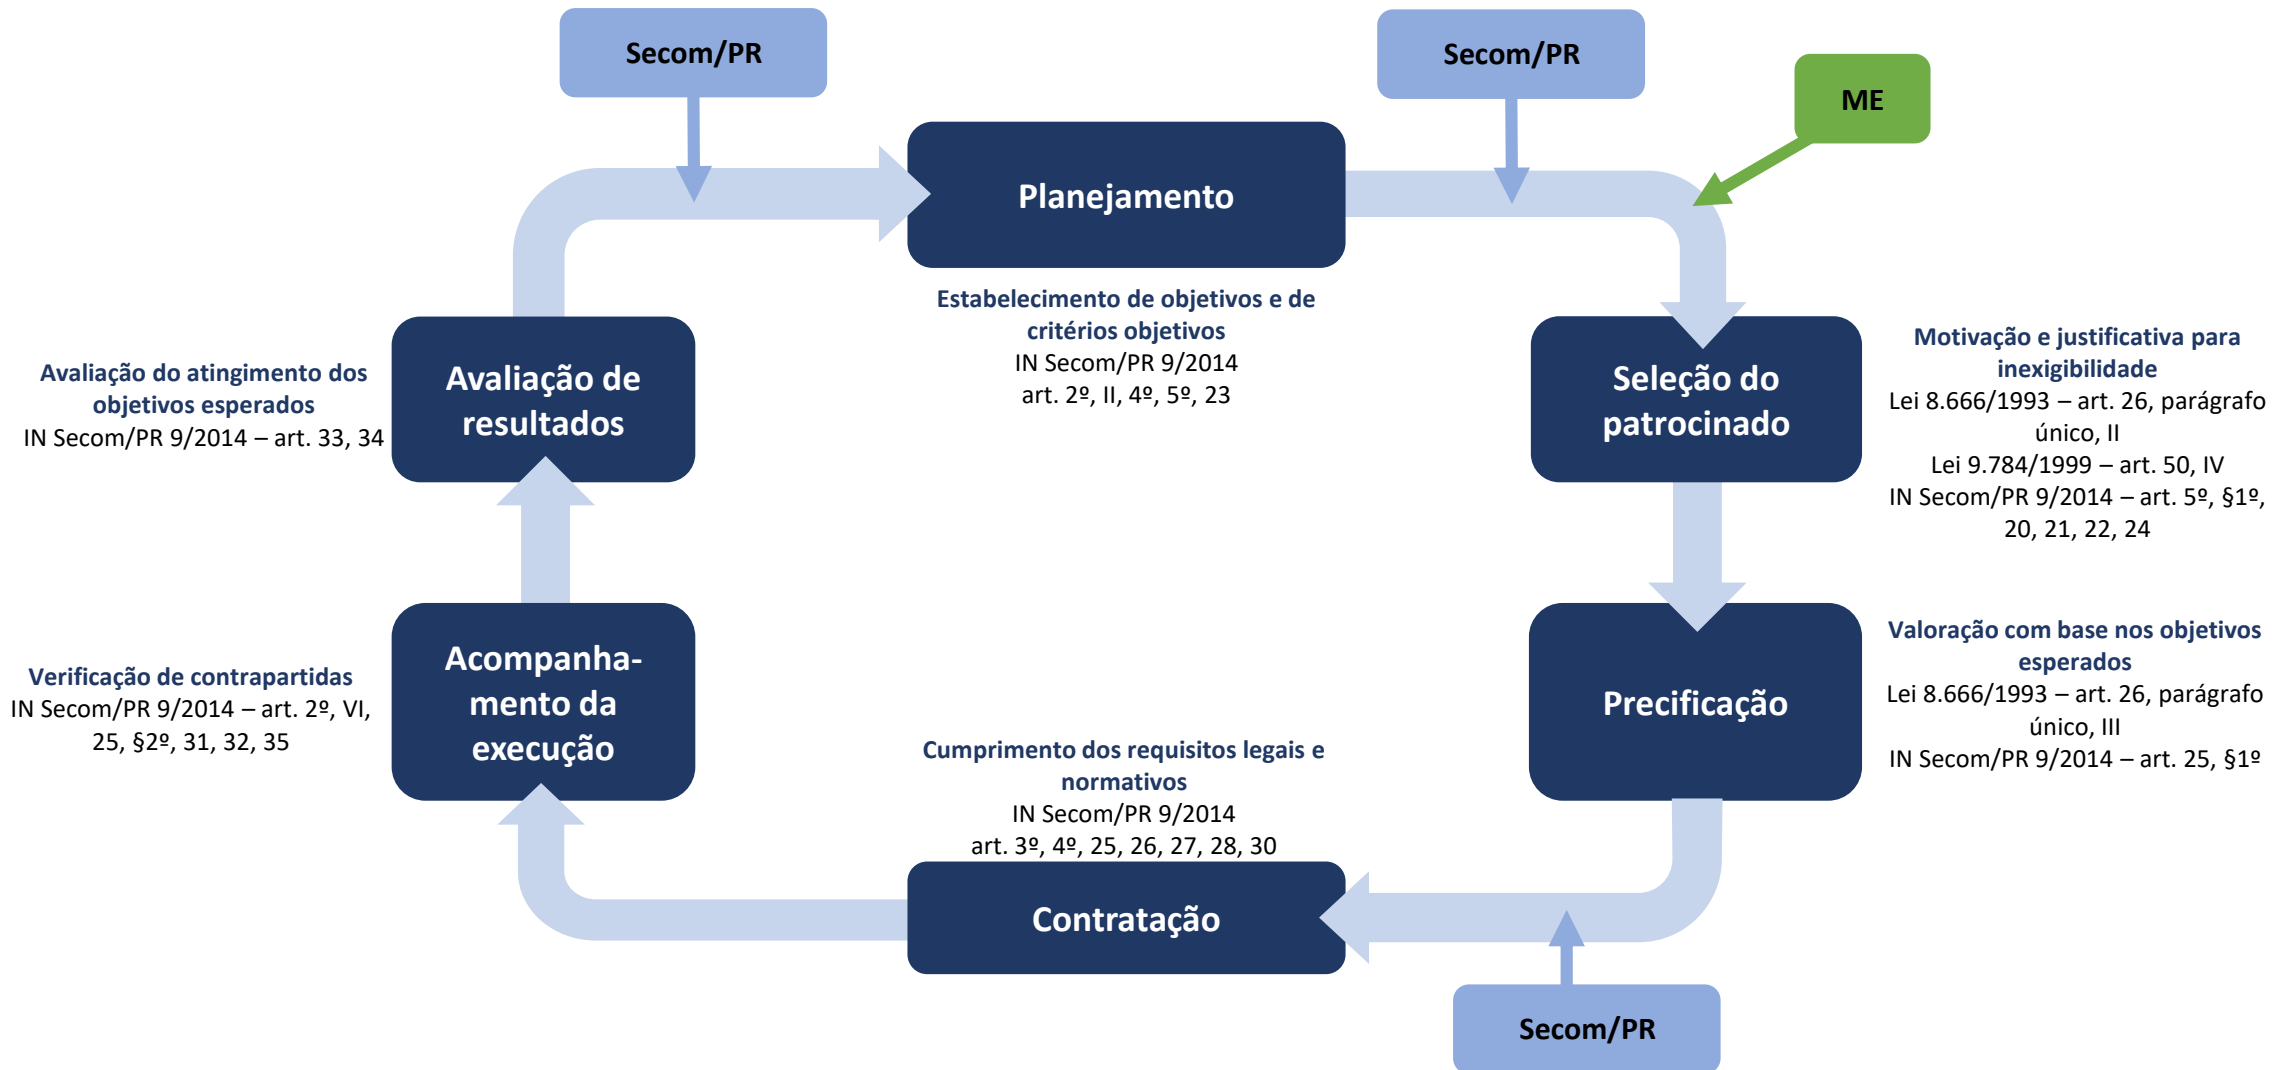 Secom/PR
Secom/PR
ME
Planejamento
Estabelecimento de objetivos e de
critérios objetivos
IN Secom/PR 9/2014
art. 2º, II, 4º, 5º, 23
Seleção do
patrocinado
Motivação e justificativa para
inexigibilidade
Lei 8.666/1993 – art. 26, parágrafo
único, II
Lei 9.784/1999 – art. 50, IV
IN Secom/PR 9/2014 – art. 5º, §1º,
20, 21, 22, 24
Precificação
Valoração com base nos objetivos
esperados
Lei 8.666/1993 – art. 26, parágrafo
único, III
IN Secom/PR 9/2014 – art. 25, §1º
Secom/PR
Cumprimento dos requisitos legais e
normativos
IN Secom/PR 9/2014
art. 3º, 4º, 25, 26, 27, 28, 30
Contratação
Acompanha-
mento da
execução
Verificação de contrapartidas
IN Secom/PR 9/2014 – art. 2º, VI,
25, §2º, 31, 32, 35
Avaliação de
resultados
Avaliação do atingimento dos
objetivos esperados
IN Secom/PR 9/2014 – art. 33, 34